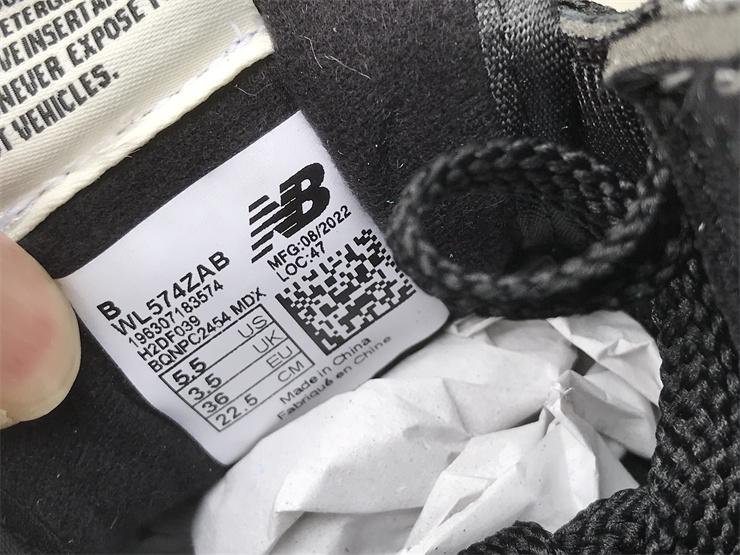 VEINSERTA
NEVER EXPOSE
T VEHICLES.
NB
MFG:08/2022
LOC:47
B
WL574ZAB
196307183574
H2DF039
BQNPC2454 MDX
5.5 US
3.5 UK
36 EU
22.5 CM
Made in China
Fabriqué en Chine